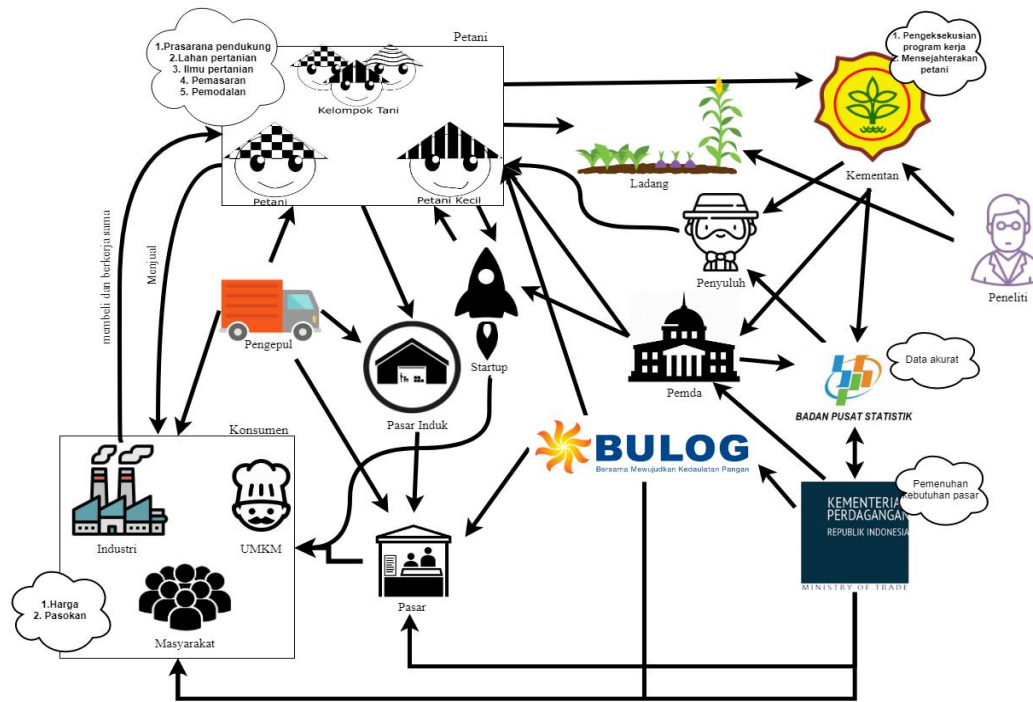 Petani
1.Prasarana pendukung
2.Lahan pertanian
3. Ilmu pertanian
4. Pemasaran
5. Pemodalan
Kelompok Tani
Petani
Petani Kecil
1. Pengeksekusian
program kerja
2. Mensejahterakan
petani
Kementan
Ladang
Penyuluh
Peneliti
membeli dan berkerja sama
Menjual
Pengepul
Pasar Induk
Startup
Pemda
Data akurat
BADAN PUSAT STATISTIK
BULOG
Bersama Mewujudkan Kedaulatan Pangan
Pemenuhan
kebutuhan pasar
KEMENTERIA
PERDAGANGAN
REPUBLIK INDONESIA
MINISTRY OF TRADE
Konsumen
Industri
UMKM
Masyarakat
1.Harga
2. Pasokan
Pasar